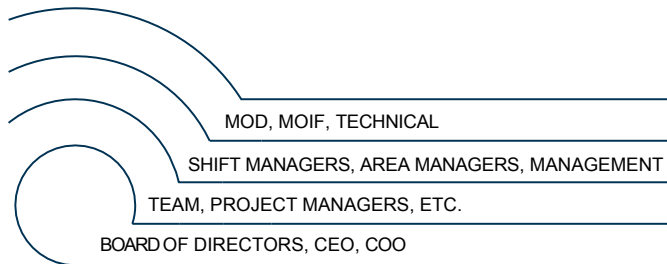 MOD, MOIF, TECHNICAL
SHIFT MANAGERS, AREA MANAGERS, MANAGEMENT
TEAM, PROJECT MANAGERS, ETC.
BOARD OF DIRECTORS, CEO, COO